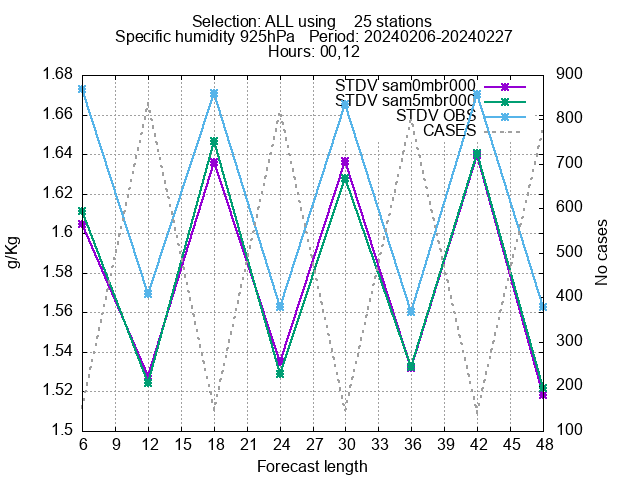 Selection: ALL using 25 stations
Specific humidity 925hPa Period: 20240206-20240227
Hours: 00,12
STDV sam0mbr000
STDV sam5mbr000
STDV OBS
CASES
1.68
1.66
1.64
1.62
1.6
1.58
1.56
1.54
1.52
1.5
900
800
700
600
500
400
300
200
100
g/Kg
No cases
6 9 12 15 18 21 24 27 30 33 36 39 42 45 48
Forecast length